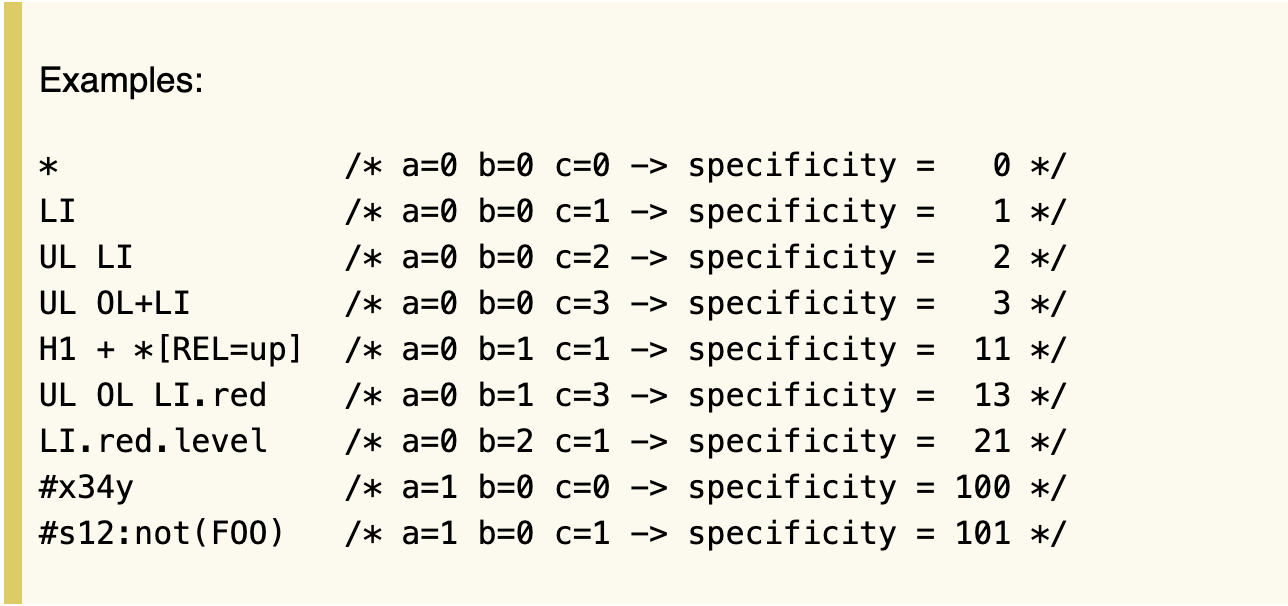 Examples:
*               /* a=0 b=0 c=0 -> specificity =   0 */
LI              /* a=0 b=0 c=1 -> specificity =   1 */
UL LI           /* a=0 b=0 c=2 -> specificity =   2 */
UL OL+LI        /* a=0 b=0 c=3 -> specificity =   3 */
H1 + *[REL=up]  /* a=0 b=1 c=1 -> specificity =  11 */
UL OL LI.red    /* a=0 b=1 c=3 -> specificity =  13 */
LI.red.level    /* a=0 b=2 c=1 -> specificity =  21 */
#x34y           /* a=1 b=0 c=0 -> specificity = 100 */
#s12:not(FOO)   /* a=1 b=0 c=1 -> specificity = 101 */